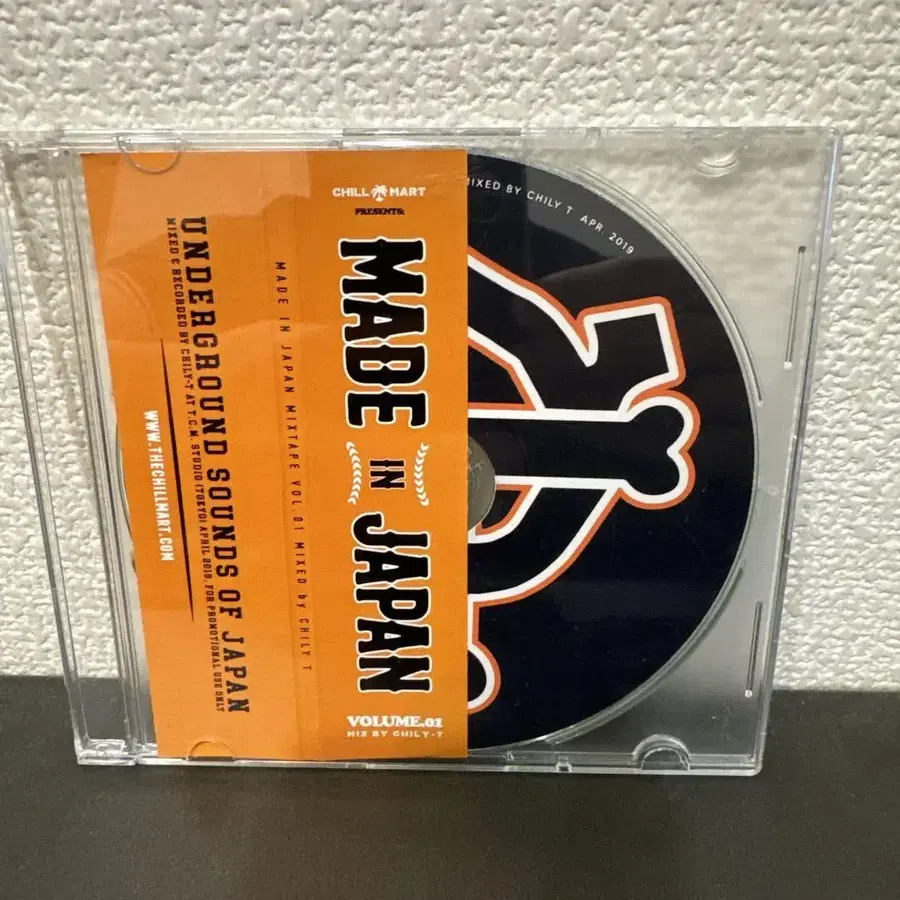 CHILL MART
PRESENTS:
MADE IN JAPAN
VOLUME.01
MIX BY CHILY-T
MADE IN JAPAN MIXTAPE VOL.01 MIXED by CHILY T
UNDERGROUND SOUNDS OF JAPAN
MIXED & RECORDED BY CHILY-T AT T.C.M. STUDIO (TOKYO) APRIL 2019. FOR PROMOTIONAL USE ONLY
WWW.THECHILLMART.COM
MIXED BY CHILY T APR. 2019